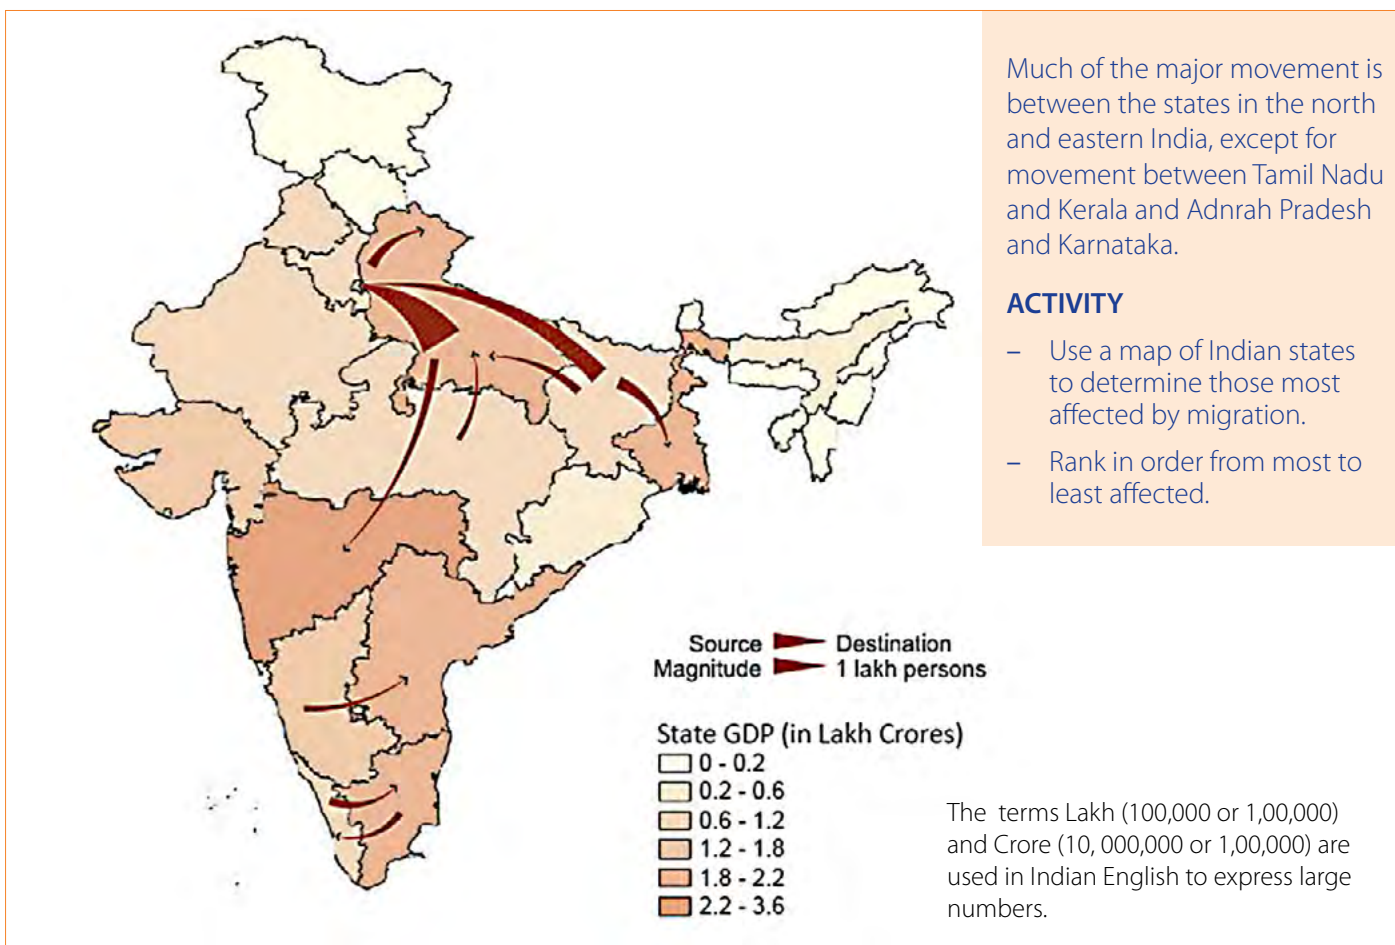 Much of the major movement is
between the states in the north
and eastern India, except for
movement between Tamil Nadu
and Kerala and Adnrah Pradesh
and Karnataka.
ACTIVITY
– Use a map of Indian states
to determine those most
affected by migration.
– Rank in order from most to
least affected.
Source Destination
Magnitude 1 lakh persons
State GDP (in Lakh Crores)
0 - 0.2
0.2 - 0.6
0.6 - 1.2
1.2 - 1.8
1.8 - 2.2
2.2 - 3.6
The terms Lakh (100,000 or 1,00,000)
and Crore (10, 000,000 or 1,00,000) are
used in Indian English to express large
numbers.